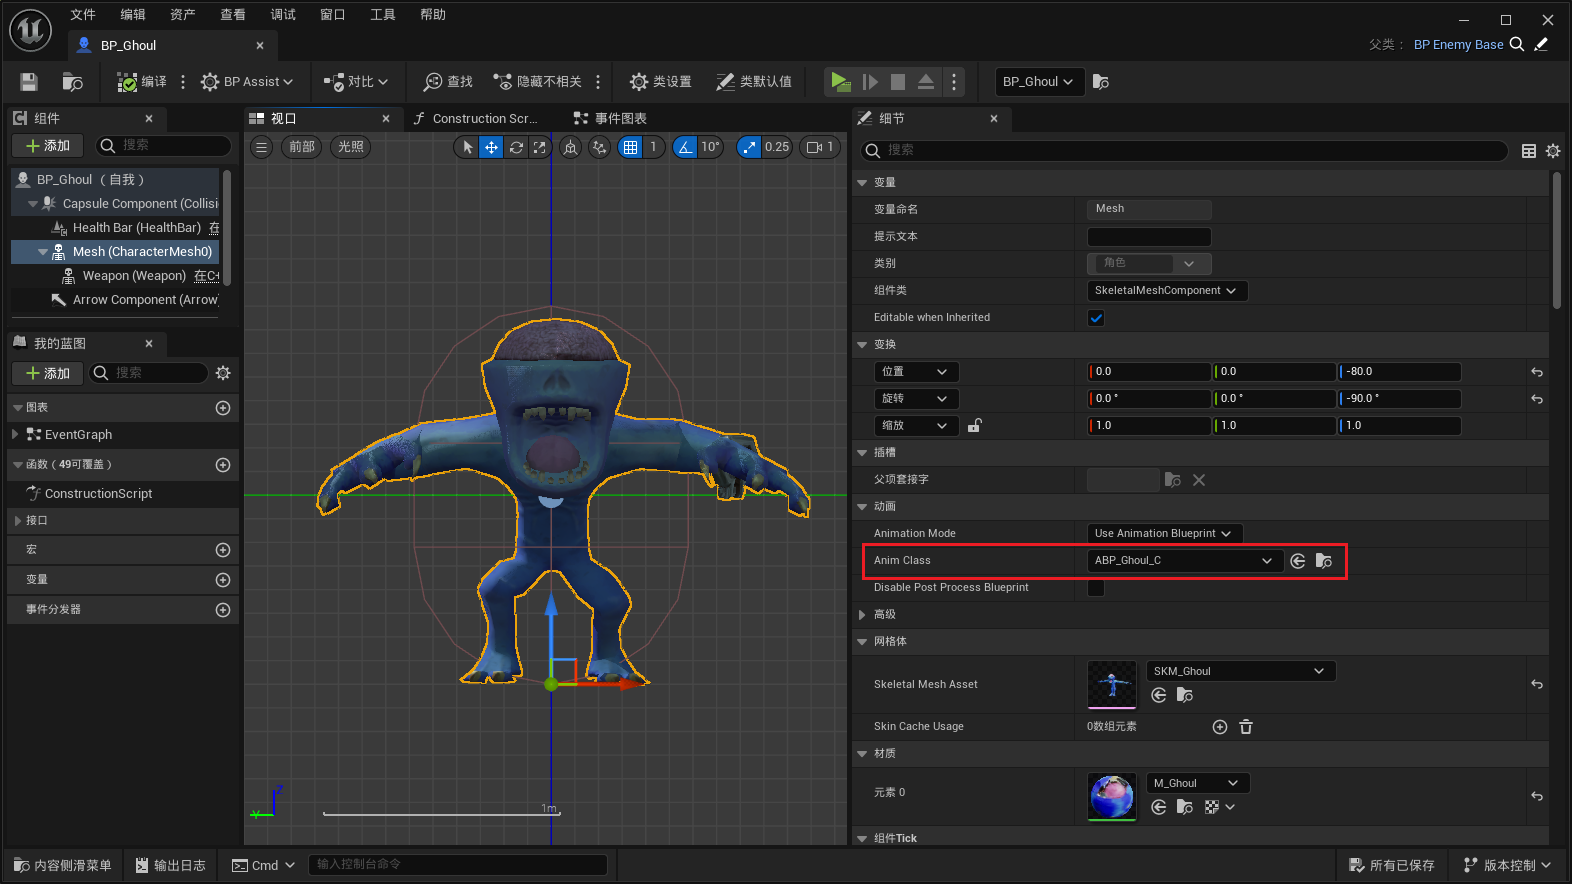 文件 编辑 资产 查看 调试 窗口 工具 帮助
BP_Ghoul
父类： BP Enemy Base
编译 BP Assist 对比 查找 隐藏不相关 类设置 类默认值 BP_Ghoul
组件
添加 搜索
BP_Ghoul （自我）
Capsule Component (Collisi
Health Bar (HealthBar) 在
Mesh (CharacterMesh0)
Weapon (Weapon) 在C+
Arrow Component (Arrow)
我的蓝图
添加 搜索
图表
EventGraph
函数（49可覆盖）
ConstructionScript
接口
宏
变量
事件分发器
视口 Construction Scr... 事件图表
前部 光照 1 10° 0.25 1
Z
Y
1m
细节
搜索
变量
变量命名 Mesh
提示文本
类别 角色
组件类 SkeletalMeshComponent
Editable when Inherited
变换
位置 0.0 0.0 -80.0
旋转 0.0 ° 0.0 ° -90.0 °
缩放 1.0 1.0 1.0
插槽
父项套接字
动画
Animation Mode Use Animation Blueprint
Anim Class ABP_Ghoul_C
Disable Post Process Blueprint
高级
网格体
Skeletal Mesh Asset SKM_Ghoul
Skin Cache Usage 0数组元素
材质
元素 0 M_Ghoul
组件Tick
内容侧滑菜单 输出日志 Cmd 输入控制台命令 所有已保存 版本控制